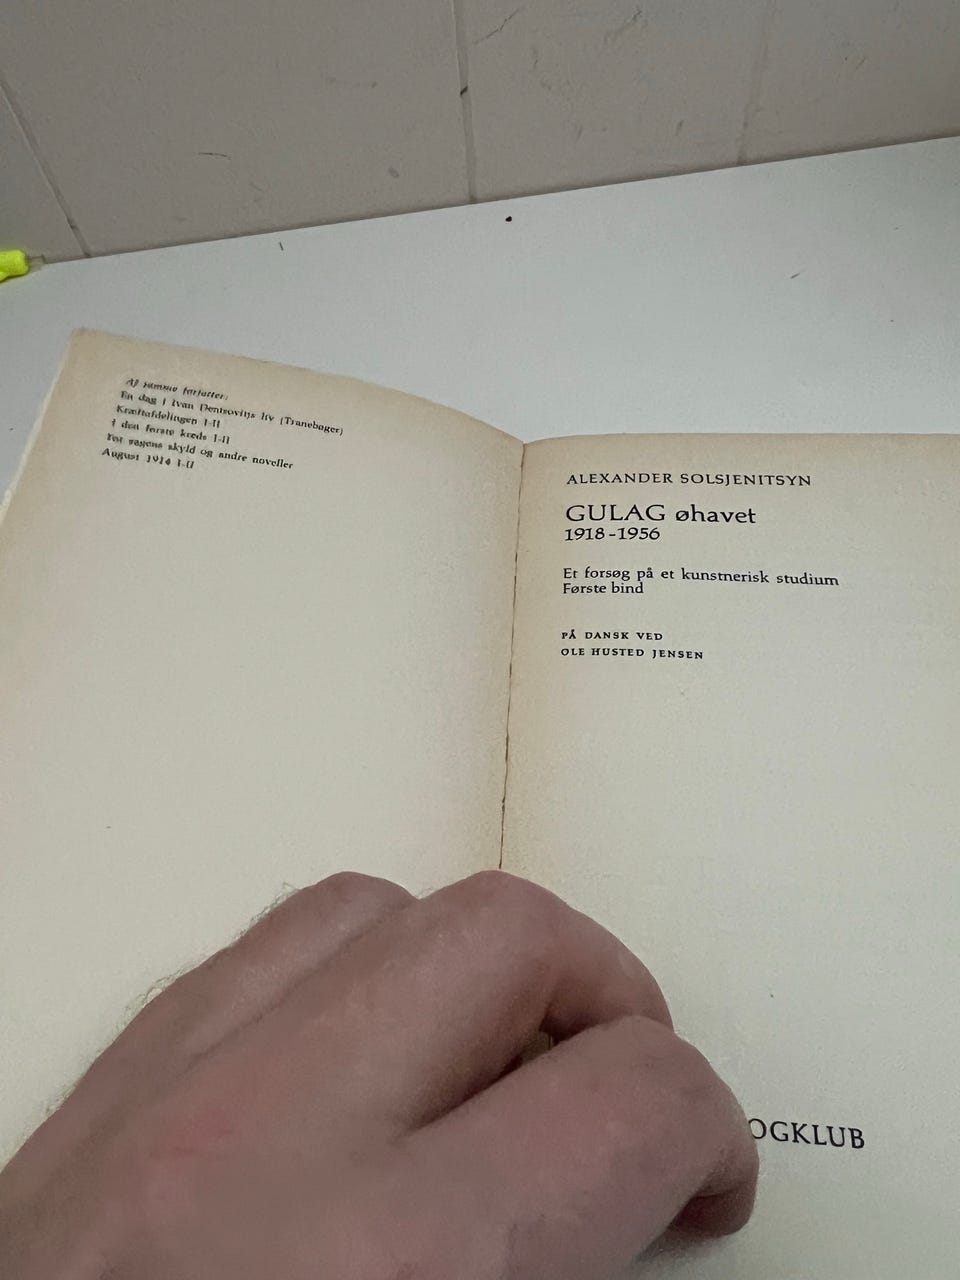 Af samme forfatter:
En dag i Ivan Denisovitjs liv (Tranebøger)
Kræftafdelingen I-II
I den første kreds I-II
For sagens skyld og andre noveller
August 1914 I-II
ALEXANDER SOLSJENITSYN
GULAG øhavet
1918-1956
Et forsøg på et kunstnerisk studium
Første bind
PÅ DANSK VED
OLE HUSTED JENSEN
OGKLUB